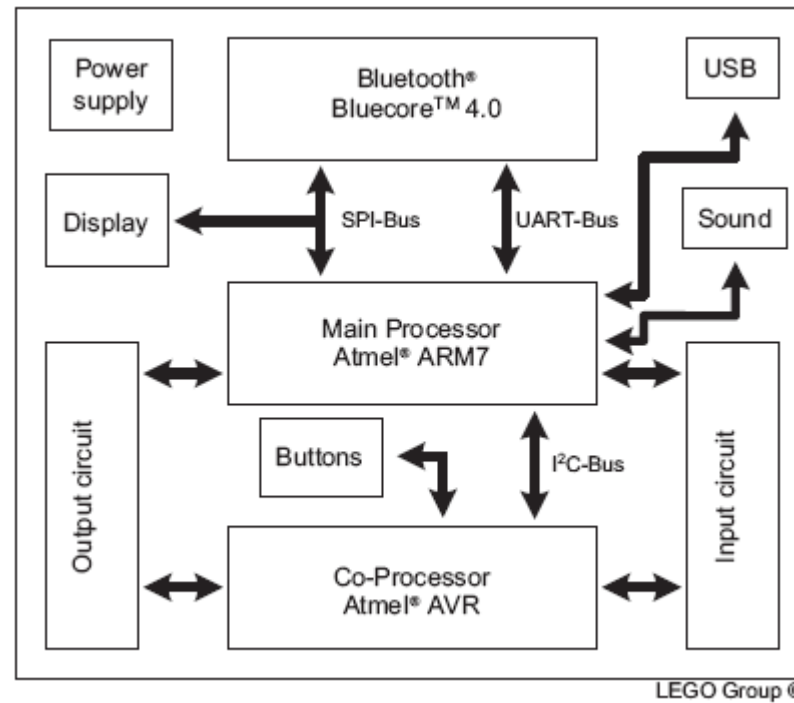 Power
supply
Bluetooth®
Bluecore™ 4.0
USB
Display
SPI-Bus
UART-Bus
Sound
Main Processor
Atmel® ARM7
Output circuit
Buttons
I²C-Bus
Input circuit
Co-Processor
Atmel® AVR
LEGO Group ©